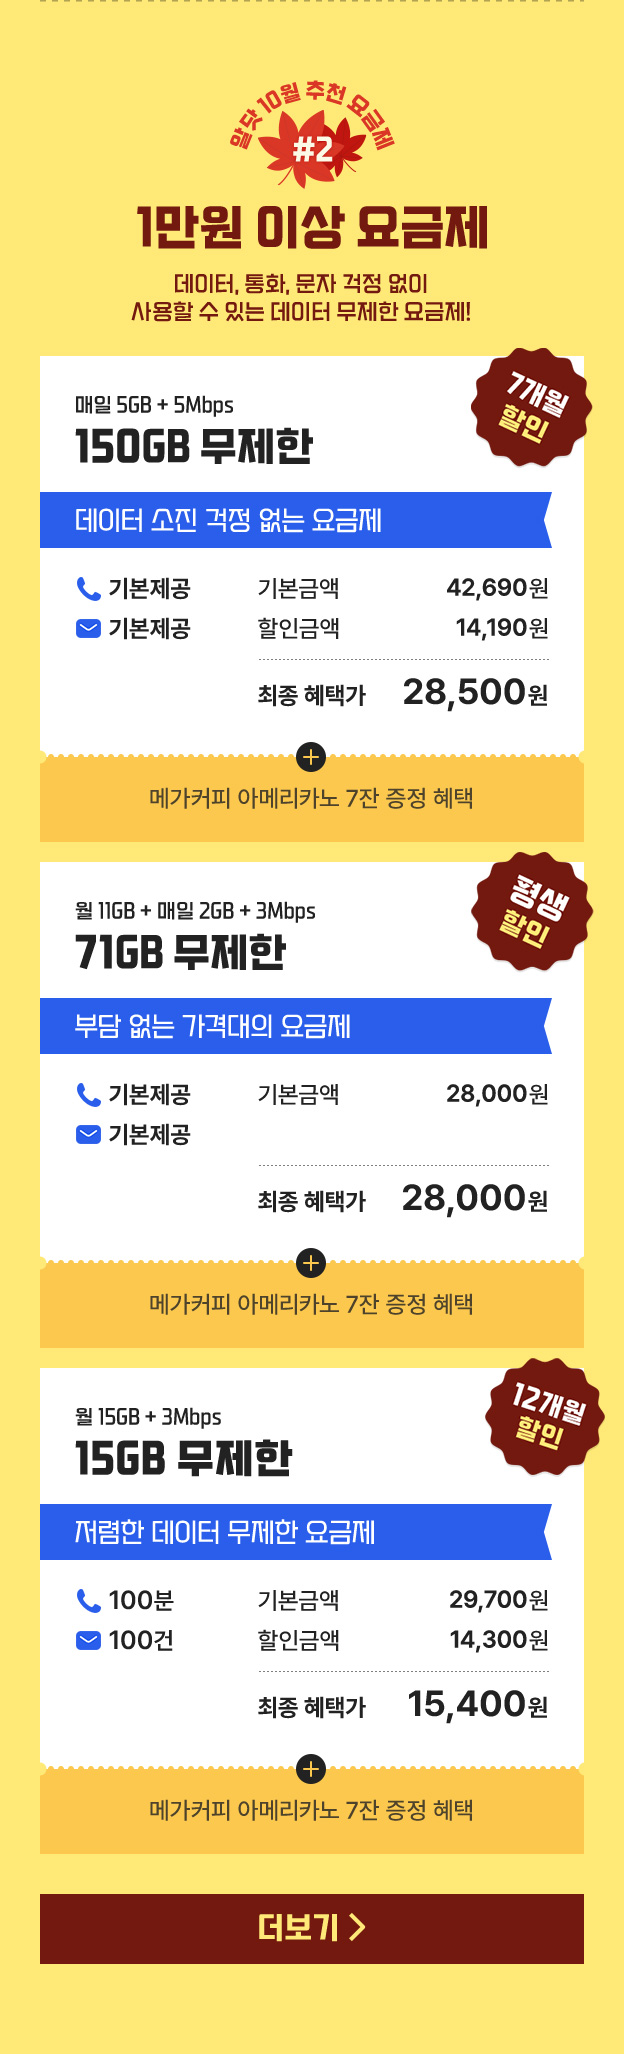 알닷 10월 추천 요금제
#2
1만원 이상 요금제
데이터, 통화, 문자 걱정 없이
사용할 수 있는 데이터 무제한 요금제!
7개월
할인
매일 5GB + 5Mbps
150GB 무제한
데이터 소진 걱정 없는 요금제
기본제공 기본금액 42,690원
기본제공 할인금액 14,190원
최종 혜택가 28,500원
메가커피 아메리카노 7잔 증정 혜택
평생
할인
월 11GB + 매일 2GB + 3Mbps
71GB 무제한
부담 없는 가격대의 요금제
기본제공 기본금액 28,000원
기본제공
최종 혜택가 28,000원
메가커피 아메리카노 7잔 증정 혜택
12개월
할인
월 15GB + 3Mbps
15GB 무제한
저렴한 데이터 무제한 요금제
100분 기본금액 29,700원
100건 할인금액 14,300원
최종 혜택가 15,400원
메가커피 아메리카노 7잔 증정 혜택
더보기 >